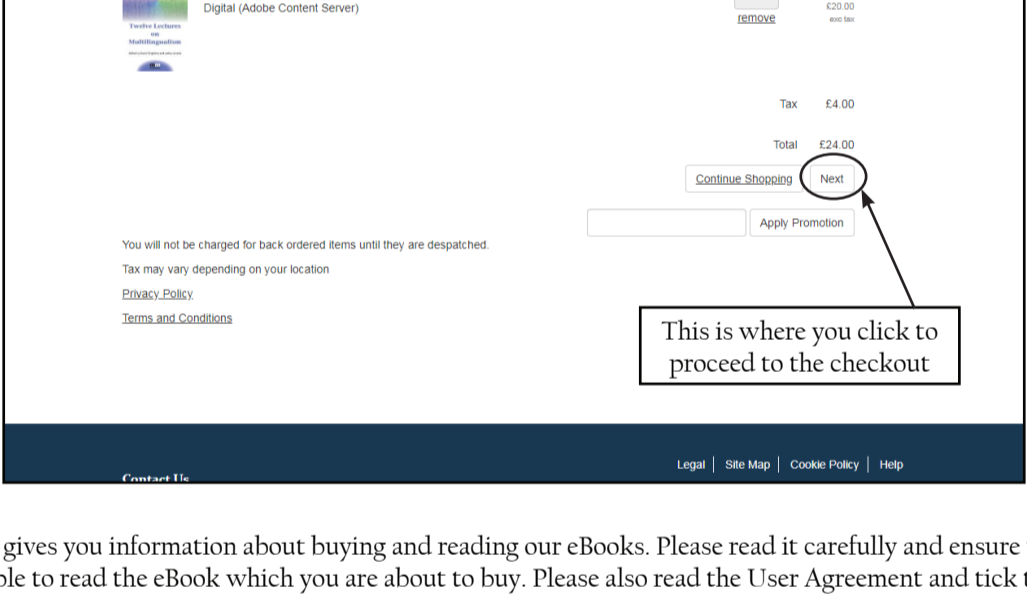 Digital (Adobe Content Server)
£20.00
remove
exc tax
Twelve Lectures
on
Multilingualism
Tax £4.00
Total £24.00
Continue Shopping Next
Apply Promotion
You will not be charged for back ordered items until they are despatched.
Tax may vary depending on your location
Privacy Policy
Terms and Conditions
This is where you click to
proceed to the checkout
Legal | Site Map | Cookie Policy | Help
Contact Us
gives you information about buying and reading our eBooks. Please read it carefully and ensure
ble to read the eBook which you are about to buy. Please also read the User Agreement and tick t